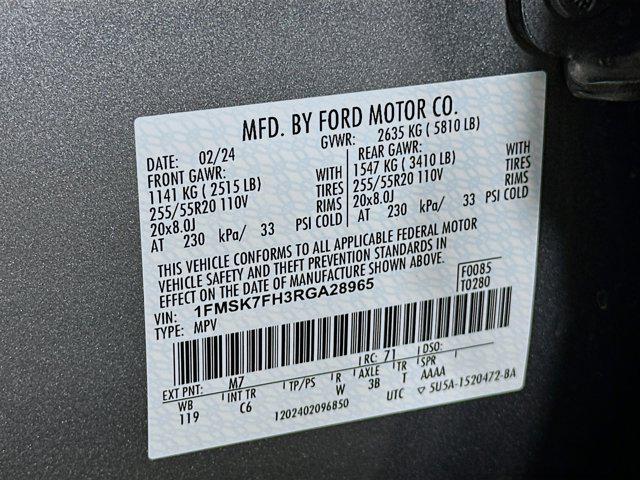 MFD. BY FORD MOTOR CO.
DATE: 02/24 GVWR: 2635 KG ( 5810 LB)
FRONT GAWR: REAR GAWR:
1141 KG ( 2515 LB) WITH 1547 KG ( 3410 LB) WITH
255/55R20 110V TIRES 255/55R20 110V TIRES
20x8.0J RIMS 20x8.0J RIMS
AT 230 kPa/ 33 PSI COLD AT 230 kPa/ 33 PSI COLD
THIS VEHICLE CONFORMS TO ALL APPLICABLE FEDERAL MOTOR
VEHICLE SAFETY AND THEFT PREVENTION STANDARDS IN
EFFECT ON THE DATE OF MANUFACTURE SHOWN ABOVE.
VIN: 1FMSK7FH3RGA28965 F0085
TYPE: MPV T0280
EXT PNT: M7 RC: 71 DSO:
WB INT TR TP/PS R AXLE TR SPR
119 C6 W 3B T AAAA
1202402096850 UTC ▽ 5U5A-1520472-BA